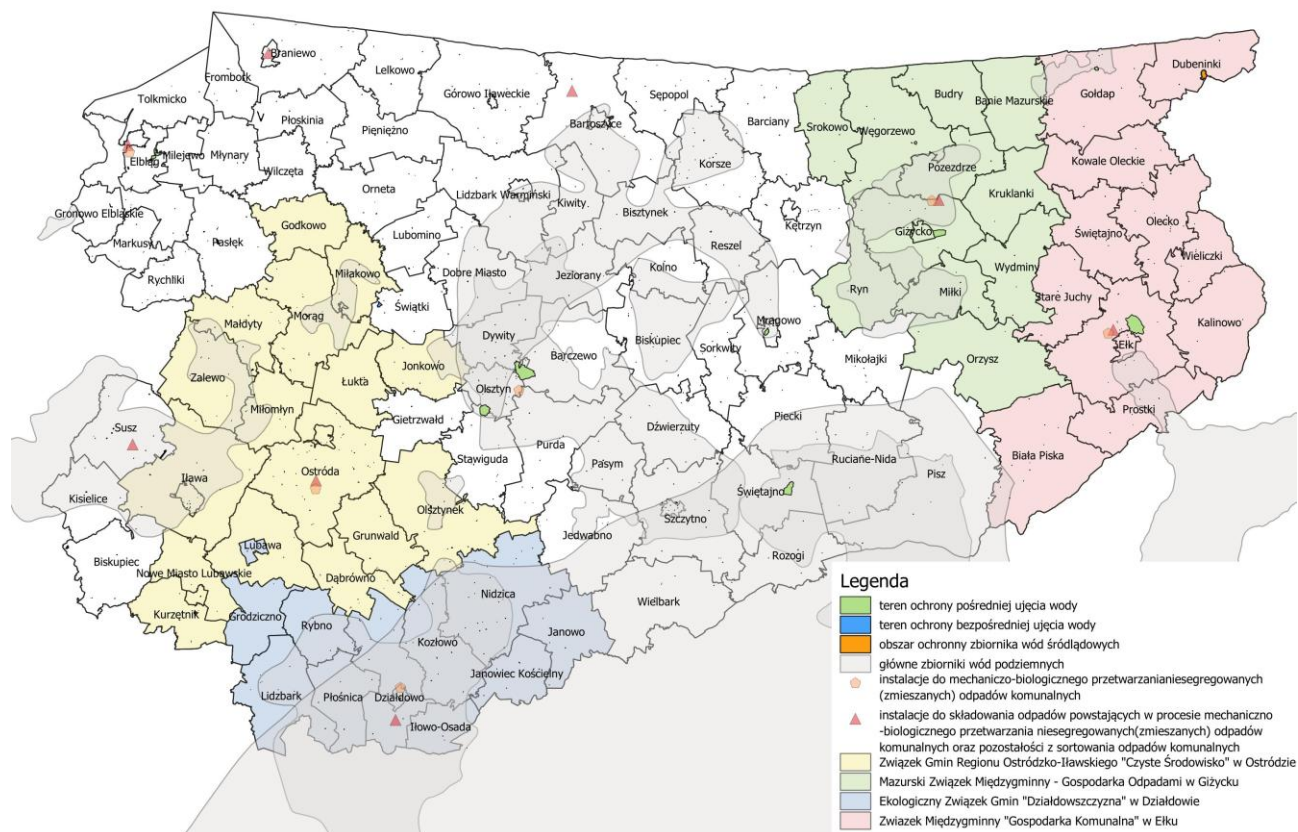 Dubeninki
Braniewo
Lelkowo
Frombork
Górowo Iławeckie
Sępopol
Budry
Banie Mazurskie
Gołdap
Tolkmicko
Płoskinia
Pieniężno
Bartoszyce
Barciany
Srokowo
Węgorzewo
Elbląg
Milejewo
Młynary
Wilczęta
Korsze
Pozezdrze
Kowale Oleckie
Orneta
Lidzbark Warmiński
Kiwity
Bisztynek
Kruklanki
Olecko
Gronowo Elbląskie
Godkowo
Lubomino
Reszel
Kętrzyn
Giżycko
Świętajno
Markusy
Pasłęk
Wieliczki
Rychliki
Miłakowo
Dobre Miasto
Jeziorany
Kolno
Wydminy
Świątki
Ryn
Miłki
Stare Juchy
Małdyty
Morąg
Mrągowo
Kalinowo
Dywity
Biskupiec
Sorkwity
Ełk
Zalewo
Łukta
Jonkowo
Barczewo
Mikołajki
Orzysz
Olsztyn
Miłomłyn
Gietrzwałd
Piecki
Prostki
Susz
Dźwierzuty
Stawiguda
Purda
Pasym
Ruciane-Nida
Biała Piska
Ostróda
Iława
Pisz
Kisielice
Olsztynek
Świętajno
Szczytno
Grunwald
Lubawa
Jedwabno
Rozogi
Biskupiec
Nowe Miasto Lubawskie
Dąbrówno
Nidzica
Wielbark
Kurzętnik
Grodziczno
Rybno
Kozłowo
Janowo
Janowiec Kościelny
Lidzbark
Płośnica
Działdowo
Iłowo-Osada
Legenda
teren ochrony pośredniej ujęcia wody
teren ochrony bezpośredniej ujęcia wody
obszar ochronny zbiornika wód śródlądowych
główne zbiorniki wód podziemnych
instalacje do mechaniczo-biologicznego przetwarzanianiesegregowanych
(zmieszanych) odpadów komunalnych
instalacje do składowania odpadów powstających w procesie mechaniczno
-biologicznego przetwarzania niesegregowanych(zmieszanych) odpadów
komunalnych oraz pozostałości z sortowania odpadów komunalnych
Związek Gmin Regionu Ostródzko-Iławskiego "Czyste Środowisko" w Ostródzie
Mazurski Związek Międzygminny - Gospodarka Odpadami w Giżycku
Ekologiczny Związek Gmin "Działdowszczyzna" w Działdowie
Zwiazek Międzygminny "Gospodarka Komunalna" w Ełku